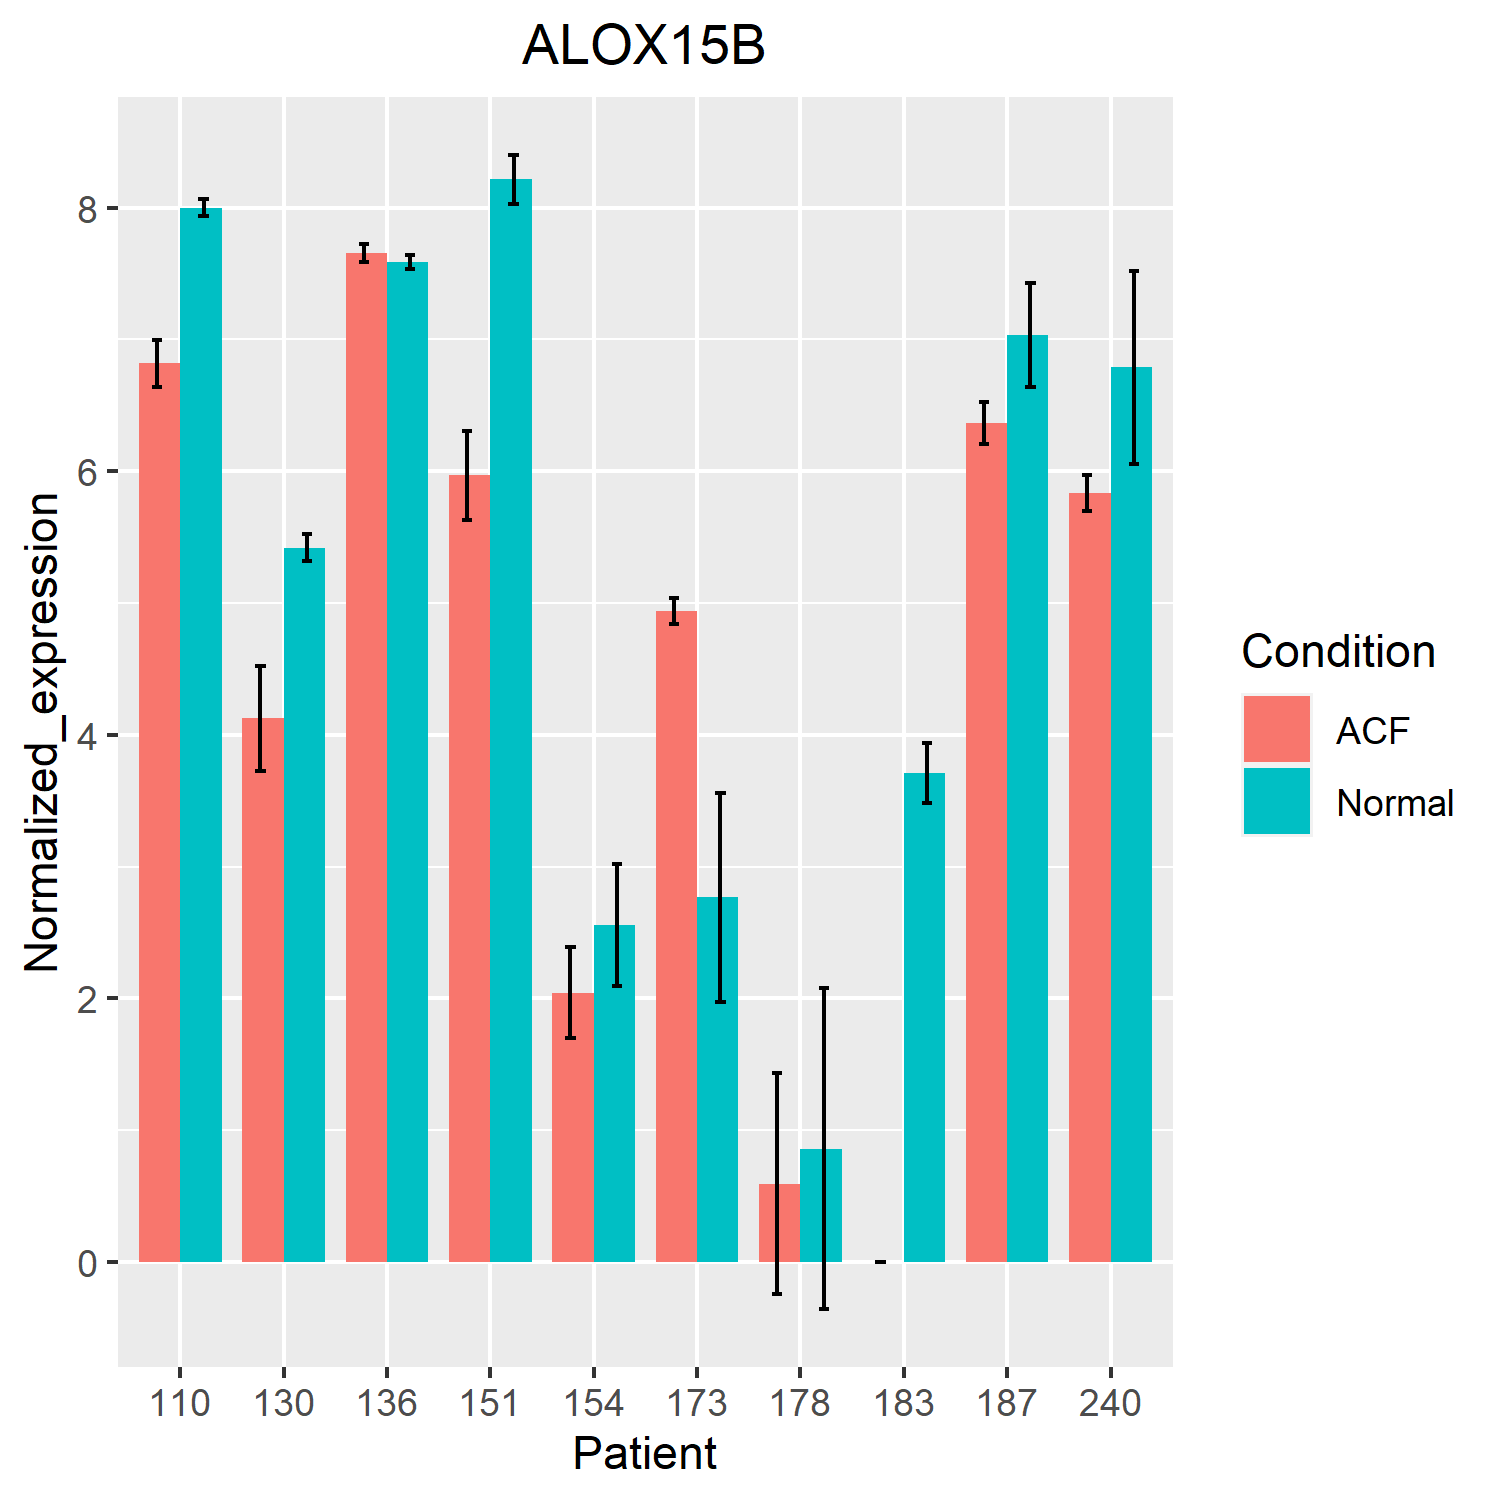 ALOX15B
Normalized_expression
8
6
4
2
0
110 130 136 151 154 173 178 183 187 240
Patient
Condition
ACF
Normal